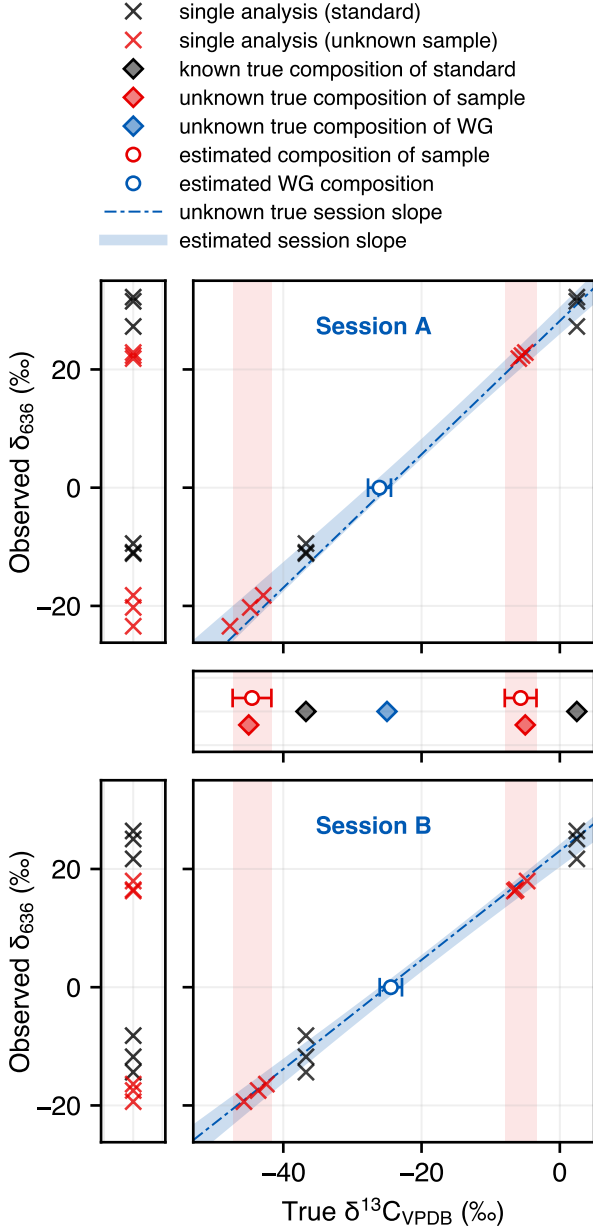 single analysis (standard)
single analysis (unknown sample)
known true composition of standard
unknown true composition of sample
unknown true composition of WG
estimated composition of sample
estimated WG composition
unknown true session slope
estimated session slope
Observed δ₆₃₆ (‰)
20
0
−20
Session A
Observed δ₆₃₆ (‰)
20
0
−20
Session B
−40 −20 0
True δ¹³C_VPDB (‰)